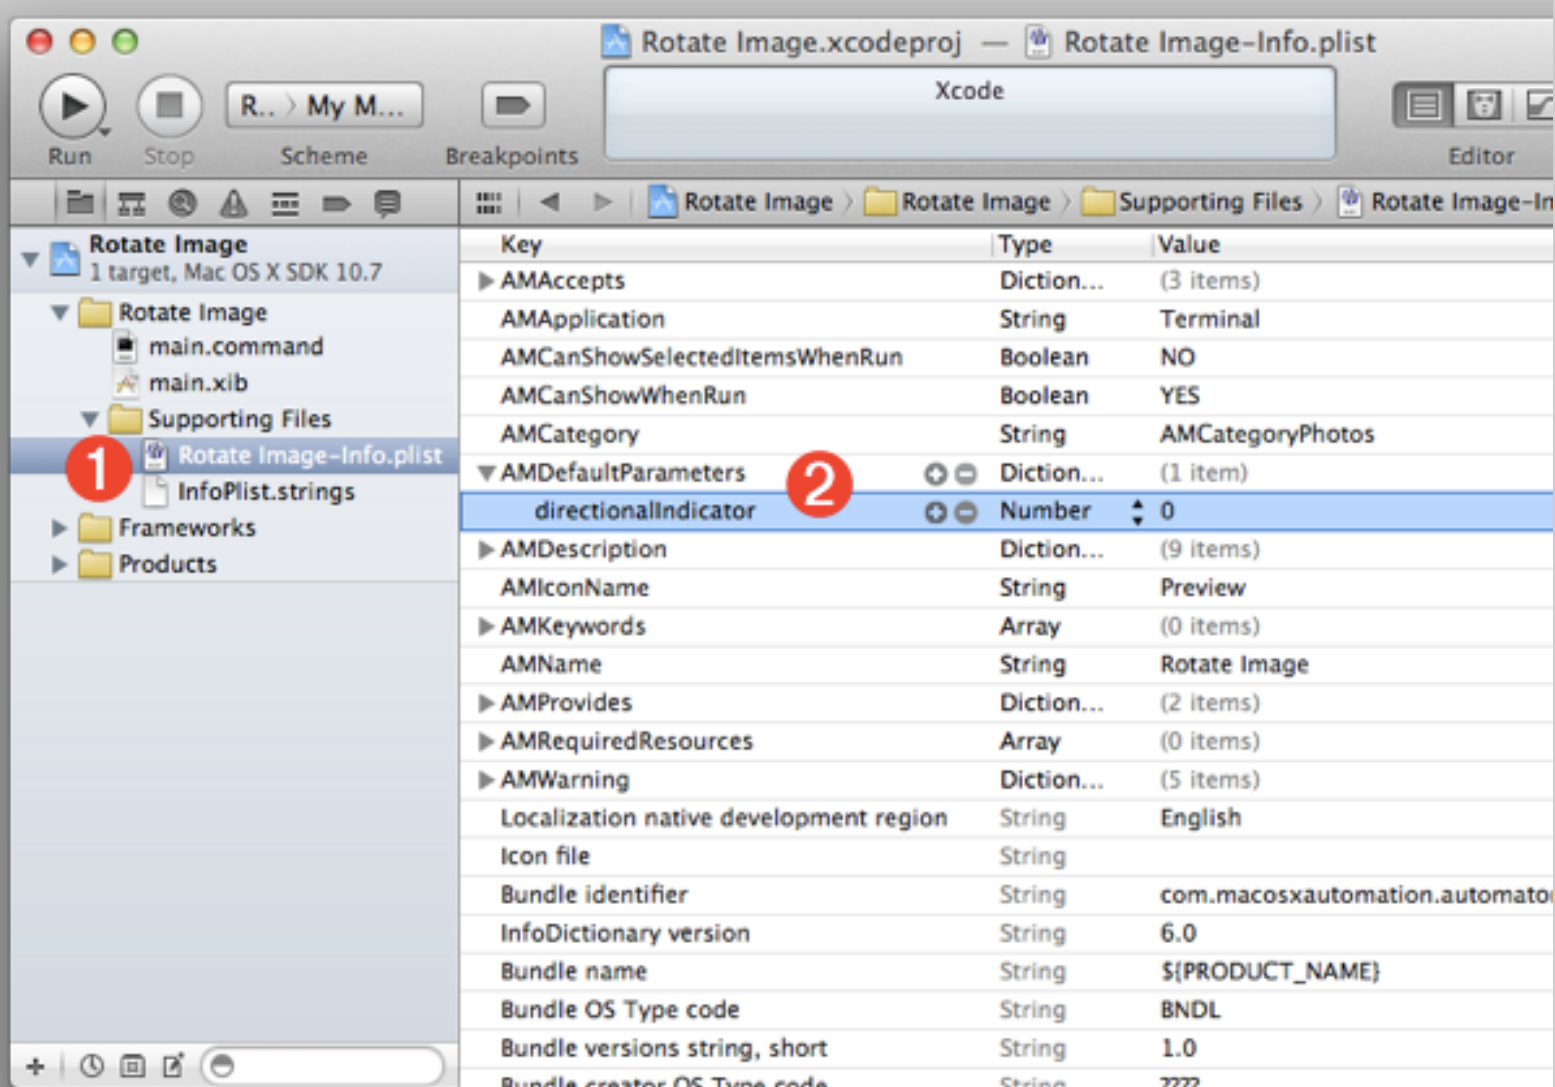 Rotate Image.xcodeproj — Rotate Image-Info.plist
R.. 〉 My M...
Xcode
Run
Stop
Scheme
Breakpoints
Editor
Rotate Image 〉 Rotate Image 〉 Supporting Files 〉 Rotate Image-In
Rotate Image
1 target, Mac OS X SDK 10.7
Rotate Image
main.command
main.xib
Supporting Files
1 Rotate Image-Info.plist
InfoPlist.strings
Frameworks
Products
Key Type Value
AMAccepts Diction... (3 items)
AMApplication String Terminal
AMCanShowSelectedItemsWhenRun Boolean NO
AMCanShowWhenRun Boolean YES
AMCategory String AMCategoryPhotos
AMDefaultParameters 2 Diction... (1 item)
directionalIndicator Number 0
AMDescription Diction... (9 items)
AMIconName String Preview
AMKeywords Array (0 items)
AMName String Rotate Image
AMProvides Diction... (2 items)
AMRequiredResources Array (0 items)
AMWarning Diction... (5 items)
Localization native development region String English
Icon file String
Bundle identifier String com.macosxautomation.automato
InfoDictionary version String 6.0
Bundle name String ${PRODUCT_NAME}
Bundle OS Type code String BNDL
Bundle versions string, short String 1.0
Bundle creator OS Type code String ????